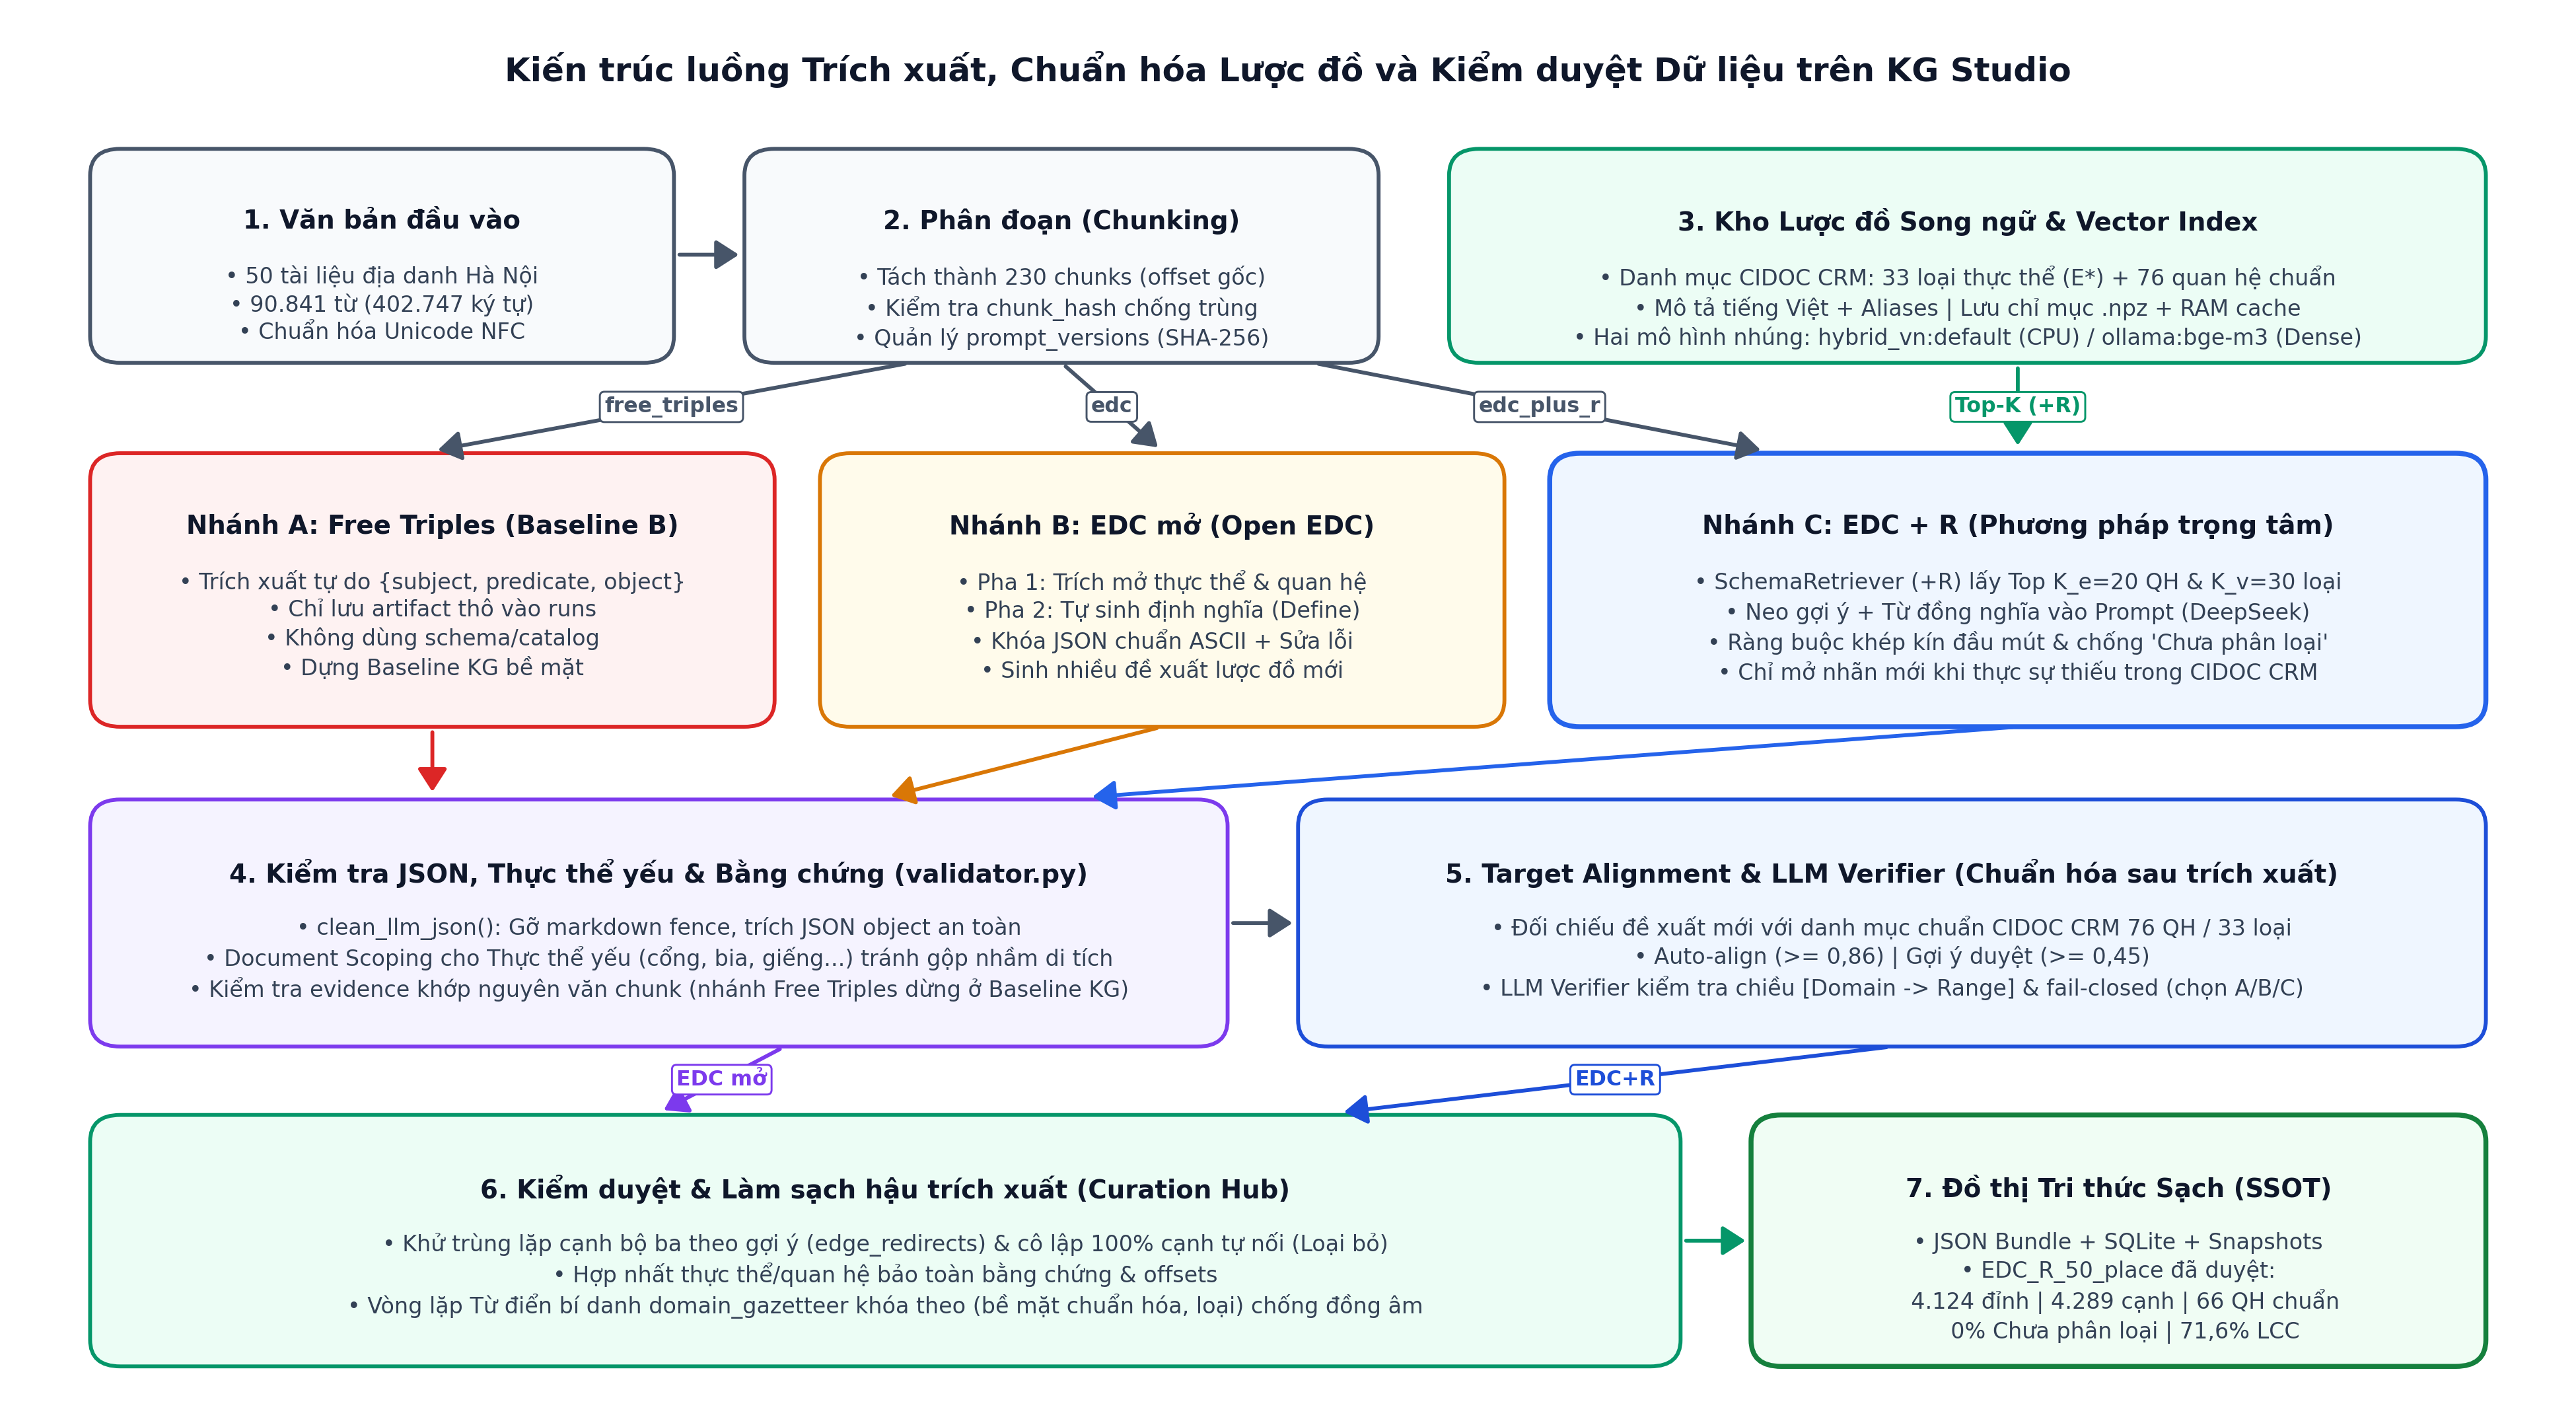 Kiến trúc luồng Trích xuất, Chuẩn hóa Lược đồ và Kiểm duyệt Dữ liệu trên KG Studio
1. Văn bản đầu vào
• 50 tài liệu địa danh Hà Nội
• 90.841 từ (402.747 ký tự)
• Chuẩn hóa Unicode NFC
2. Phân đoạn (Chunking)
• Tách thành 230 chunks (offset gốc)
• Kiểm tra chunk_hash chống trùng
• Quản lý prompt_versions (SHA-256)
3. Kho Lược đồ Song ngữ & Vector Index
• Danh mục CIDOC CRM: 33 loại thực thể (E*) + 76 quan hệ chuẩn
• Mô tả tiếng Việt + Aliases | Lưu chỉ mục .npz + RAM cache
• Hai mô hình nhúng: hybrid_vn:default (CPU) / ollama:bge-m3 (Dense)
free_triples
edc
edc_plus_r
Top-K (+R)
Nhánh A: Free Triples (Baseline B)
• Trích xuất tự do {subject, predicate, object}
• Chỉ lưu artifact thô vào runs
• Không dùng schema/catalog
• Dựng Baseline KG bề mặt
Nhánh B: EDC mở (Open EDC)
• Pha 1: Trích mở thực thể & quan hệ
• Pha 2: Tự sinh định nghĩa (Define)
• Khóa JSON chuẩn ASCII + Sửa lỗi
• Sinh nhiều đề xuất lược đồ mới
Nhánh C: EDC + R (Phương pháp trọng tâm)
• SchemaRetriever (+R) lấy Top K_e=20 QH & K_v=30 loại
• Neo gợi ý + Từ đồng nghĩa vào Prompt (DeepSeek)
• Ràng buộc khép kín đầu mút & chống 'Chưa phân loại'
• Chỉ mở nhãn mới khi thực sự thiếu trong CIDOC CRM
4. Kiểm tra JSON, Thực thể yếu & Bằng chứng (validator.py)
• clean_llm_json(): Gỡ markdown fence, trích JSON object an toàn
• Document Scoping cho Thực thể yếu (cổng, bia, giếng...) tránh gộp nhầm di tích
• Kiểm tra evidence khớp nguyên văn chunk (nhánh Free Triples dừng ở Baseline KG)
5. Target Alignment & LLM Verifier (Chuẩn hóa sau trích xuất)
• Đối chiếu đề xuất mới với danh mục chuẩn CIDOC CRM 76 QH / 33 loại
• Auto-align (>= 0,86) | Gợi ý duyệt (>= 0,45)
• LLM Verifier kiểm tra chiều [Domain -> Range] & fail-closed (chọn A/B/C)
EDC mở
EDC+R
6. Kiểm duyệt & Làm sạch hậu trích xuất (Curation Hub)
• Khử trùng lặp cạnh bộ ba theo gợi ý (edge_redirects) & cô lập 100% cạnh tự nối (Loại bỏ)
• Hợp nhất thực thể/quan hệ bảo toàn bằng chứng & offsets
• Vòng lặp Từ điển bí danh domain_gazetteer khóa theo (bề mặt chuẩn hóa, loại) chống đồng âm
7. Đồ thị Tri thức Sạch (SSOT)
• JSON Bundle + SQLite + Snapshots
• EDC_R_50_place đã duyệt:
4.124 đỉnh | 4.289 cạnh | 66 QH chuẩn
0% Chưa phân loại | 71,6% LCC